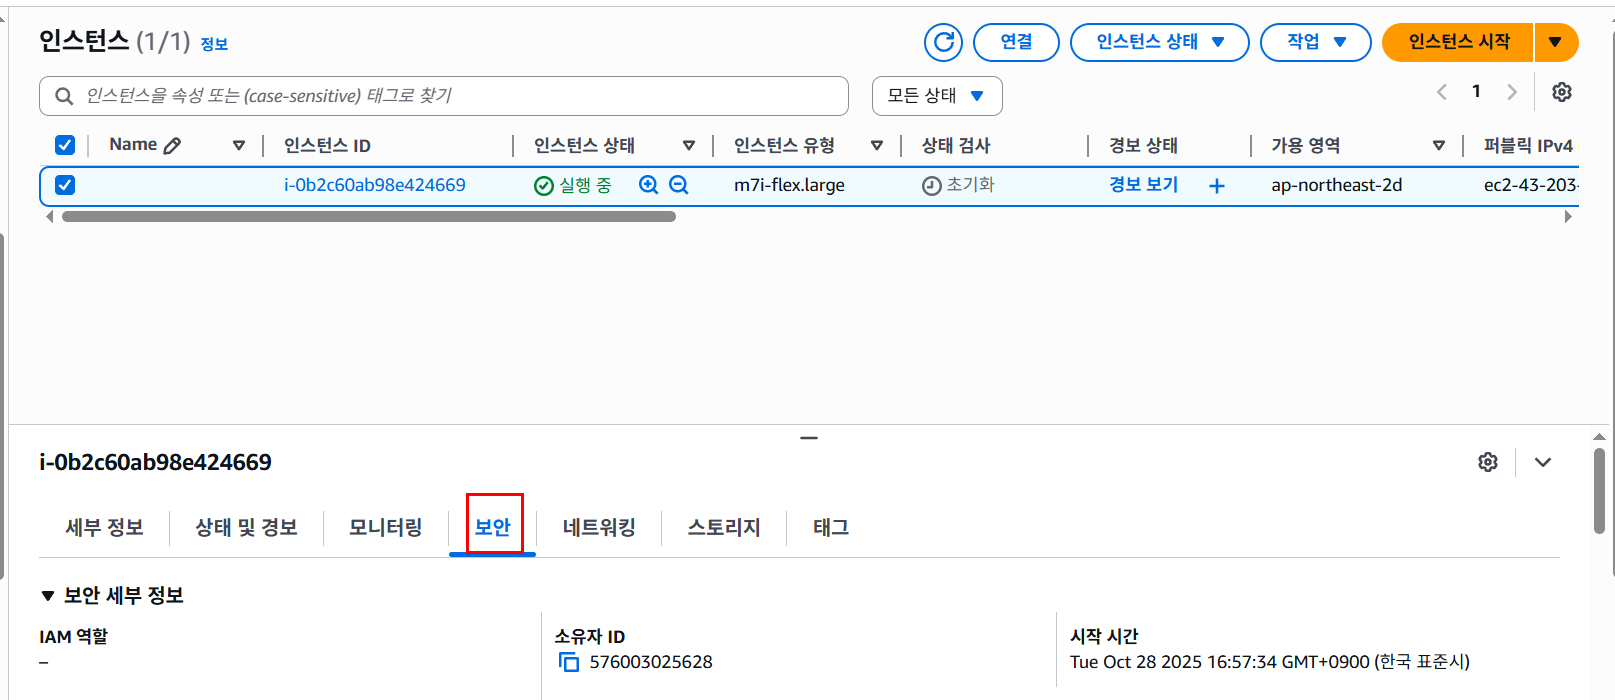 인스턴스 (1/1) 정보
연결
인스턴스 상태
작업
인스턴스 시작
인스턴스을 속성 또는 (case-sensitive) 태그로 찾기
모든 상태
1
Name 인스턴스 ID 인스턴스 상태 인스턴스 유형 상태 검사 경보 상태 가용 영역 퍼블릭 IPv4
i-0b2c60ab98e424669 실행 중 m7i-flex.large 초기화 경보 보기 + ap-northeast-2d ec2-43-203-
i-0b2c60ab98e424669
세부 정보 상태 및 경보 모니터링 보안 네트워킹 스토리지 태그
보안 세부 정보
IAM 역할 소유자 ID 시작 시간
– 576003025628 Tue Oct 28 2025 16:57:34 GMT+0900 (한국 표준시)